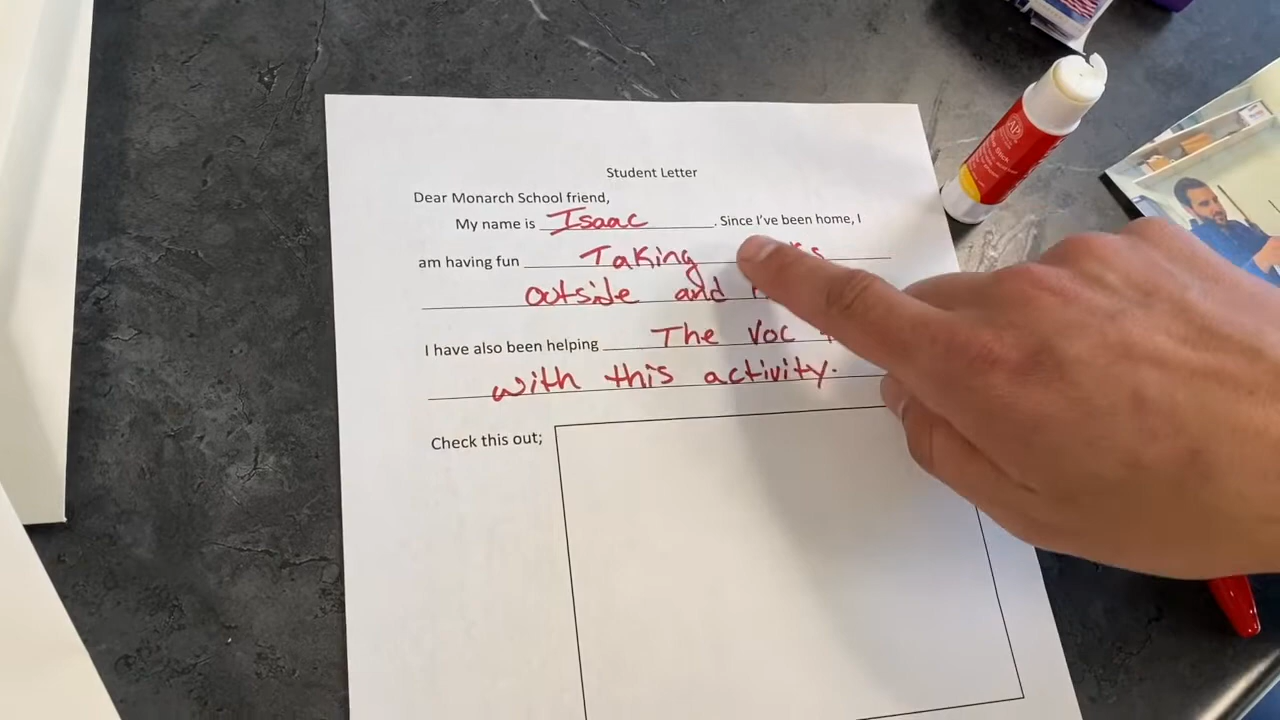 Student Letter
Dear Monarch School friend,
My name is Isaac. Since I've been home, I
am having fun Taking
outside and
I have also been helping The Voc
with this activity.
Check this out;